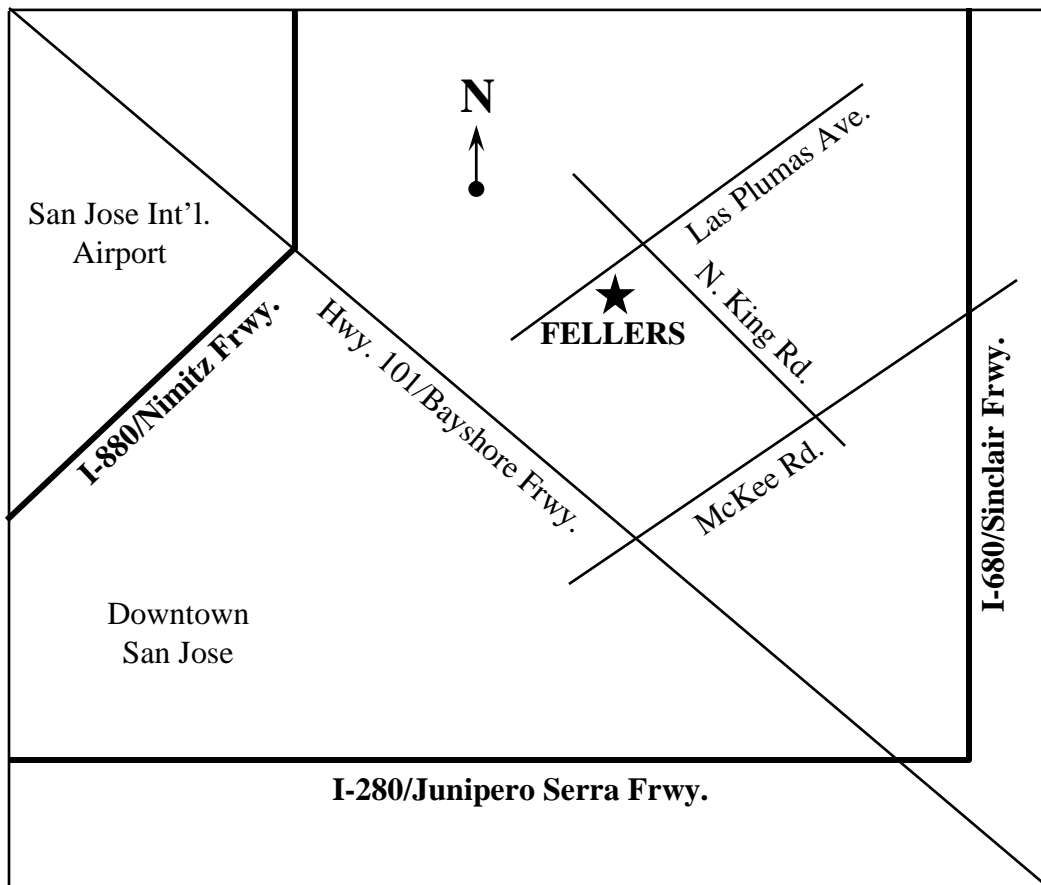 N
Las Plumas Ave.
San Jose Int’l.
Airport
N. King Rd.
FELLERS
Hwy. 101/Bayshore Frwy.
I-880/Nimitz Frwy.
McKee Rd.
I-680/Sinclair Frwy.
Downtown
San Jose
I-280/Junipero Serra Frwy.